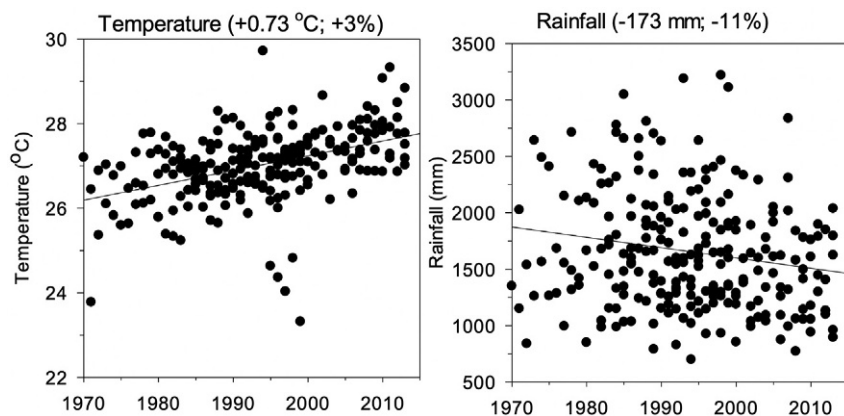 Temperature (+0.73 °C; +3%)
30
28
26
24
22
Temperature (°C)
1970 1980 1990 2000 2010
Rainfall (-173 mm; -11%)
3500
3000
2500
2000
1500
1000
500
Rainfall (mm)
1970 1980 1990 2000 2010